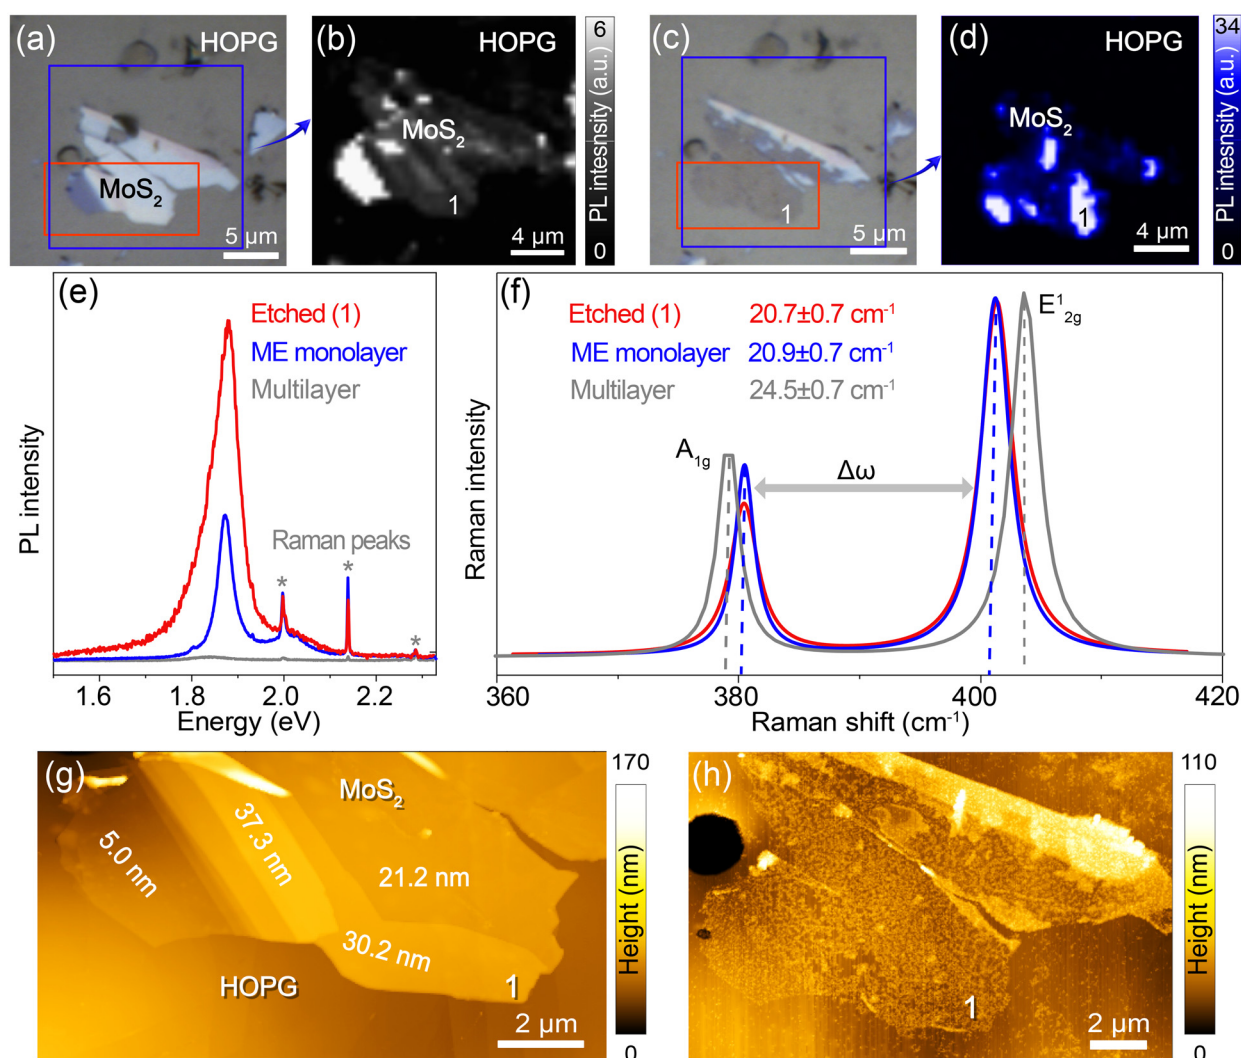 (a)
HOPG
MoS₂
5 µm
(b)
HOPG
MoS₂
1
4 µm
6
PL intensity (a.u.)
0
(c)
1
5 µm
(d)
HOPG
MoS₂
1
4 µm
34
PL intesnsity (a.u.)
0
(e)
Etched (1)
ME monolayer
Multilayer
Raman peaks
*
*
*
PL intensity
1.6 1.8 2.0 2.2
Energy (eV)
(f)
Etched (1) 20.7±0.7 cm⁻¹
ME monolayer 20.9±0.7 cm⁻¹
Multilayer 24.5±0.7 cm⁻¹
E¹₂g
A₁g
Δω
Raman intensity
360 380 400 420
Raman shift (cm⁻¹)
(g)
MoS₂
5.0 nm
37.3 nm
21.2 nm
30.2 nm
HOPG
1
2 µm
170
Height (nm)
0
(h)
1
2 µm
110
Height (nm)
0